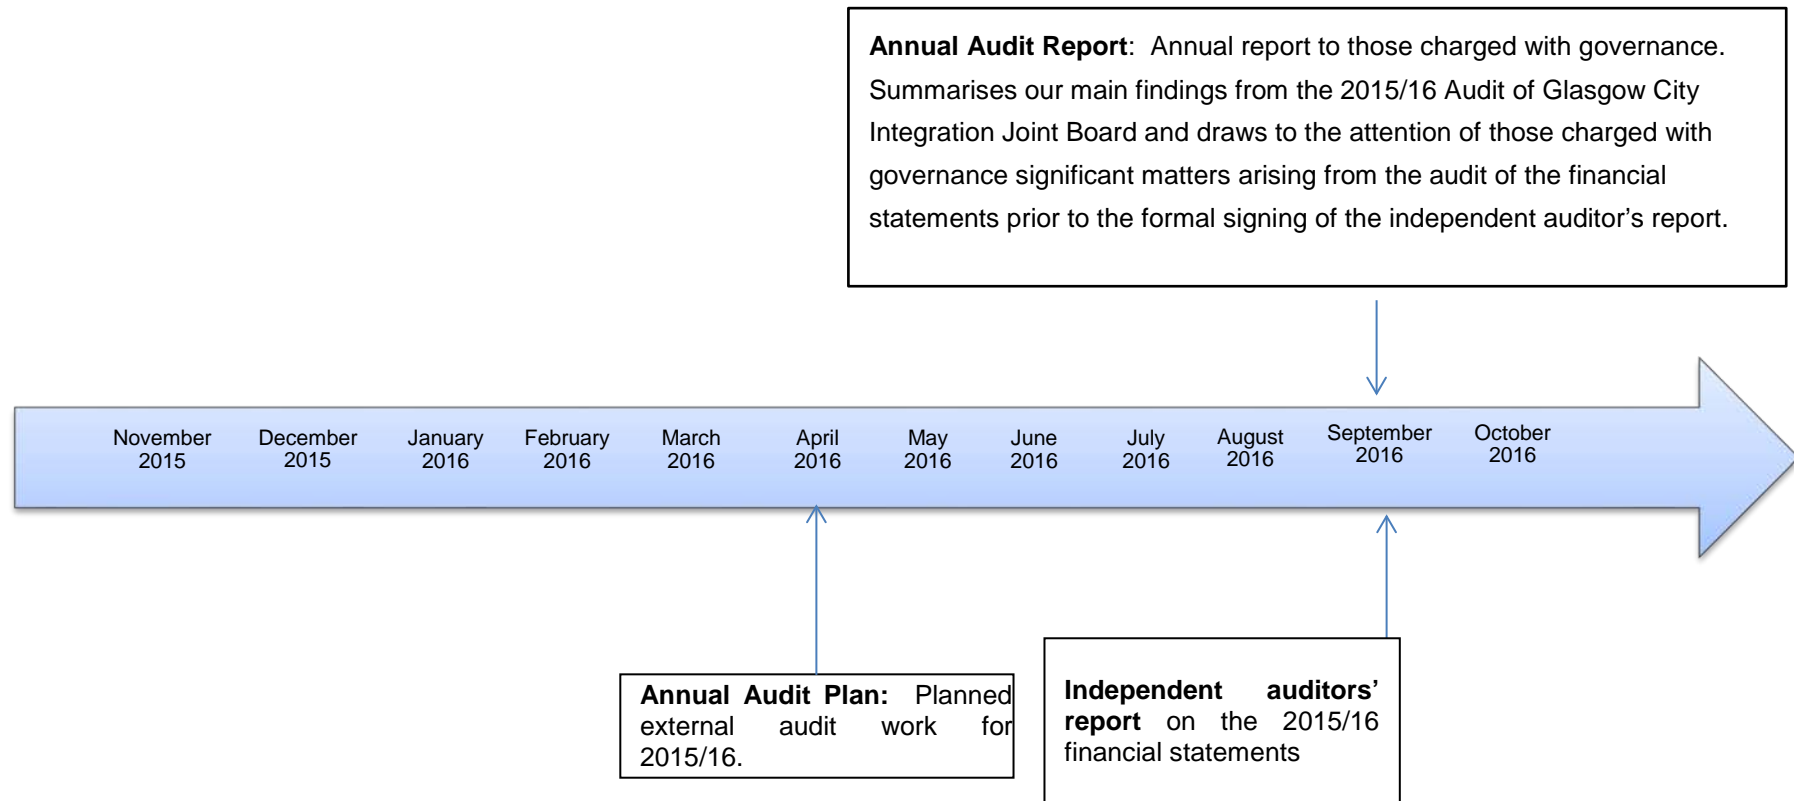 Annual Audit Report:  Annual report to those charged with governance.
Summarises our main findings from the 2015/16 Audit of Glasgow City
Integration Joint Board and draws to the attention of those charged with
governance significant matters arising from the audit of the financial
statements prior to the formal signing of the independent auditor’s report.
November
2015
December
2015
January
2016
February
2016
March
2016
April
2016
May
2016
June
2016
July
2016
August
2016
September
2016
October
2016
Annual Audit Plan:  Planned
external audit work for
2015/16.
Independent auditors’
report on the 2015/16
financial statements